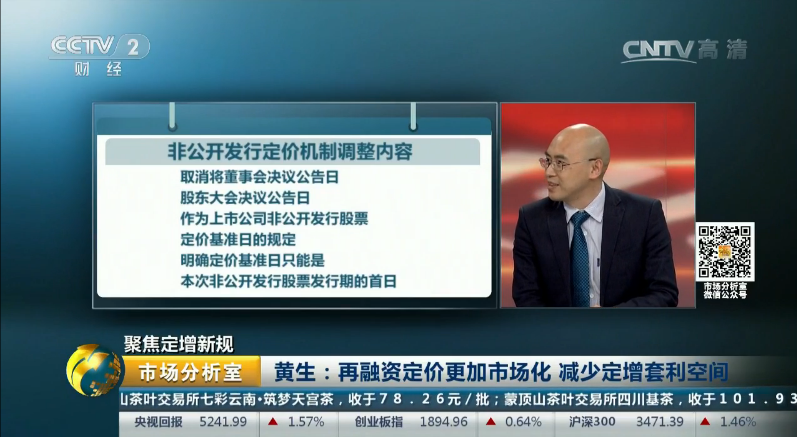 CCTV 2
财经
CNTV高清
非公开发行定价机制调整内容
取消将董事会决议公告日
股东大会决议公告日
作为上市公司非公开发行股票
定价基准日的规定
明确定价基准日只能是
本次非公开发行股票发行期的首日
市场分析室
微信公众号
聚焦定增新规
市场分析室
黄生：再融资定价更加市场化 减少定增套利空间
山茶叶交易所七彩云南·筑梦天宫茶，收于78.26元/批；蒙顶山茶叶交易所四川基茶，收于101.93
央视回报 5241.99 ▲ 1.57% 创业板指 1894.96 ▲ 0.64% 沪深300 3471.39 ▲ 1.46%